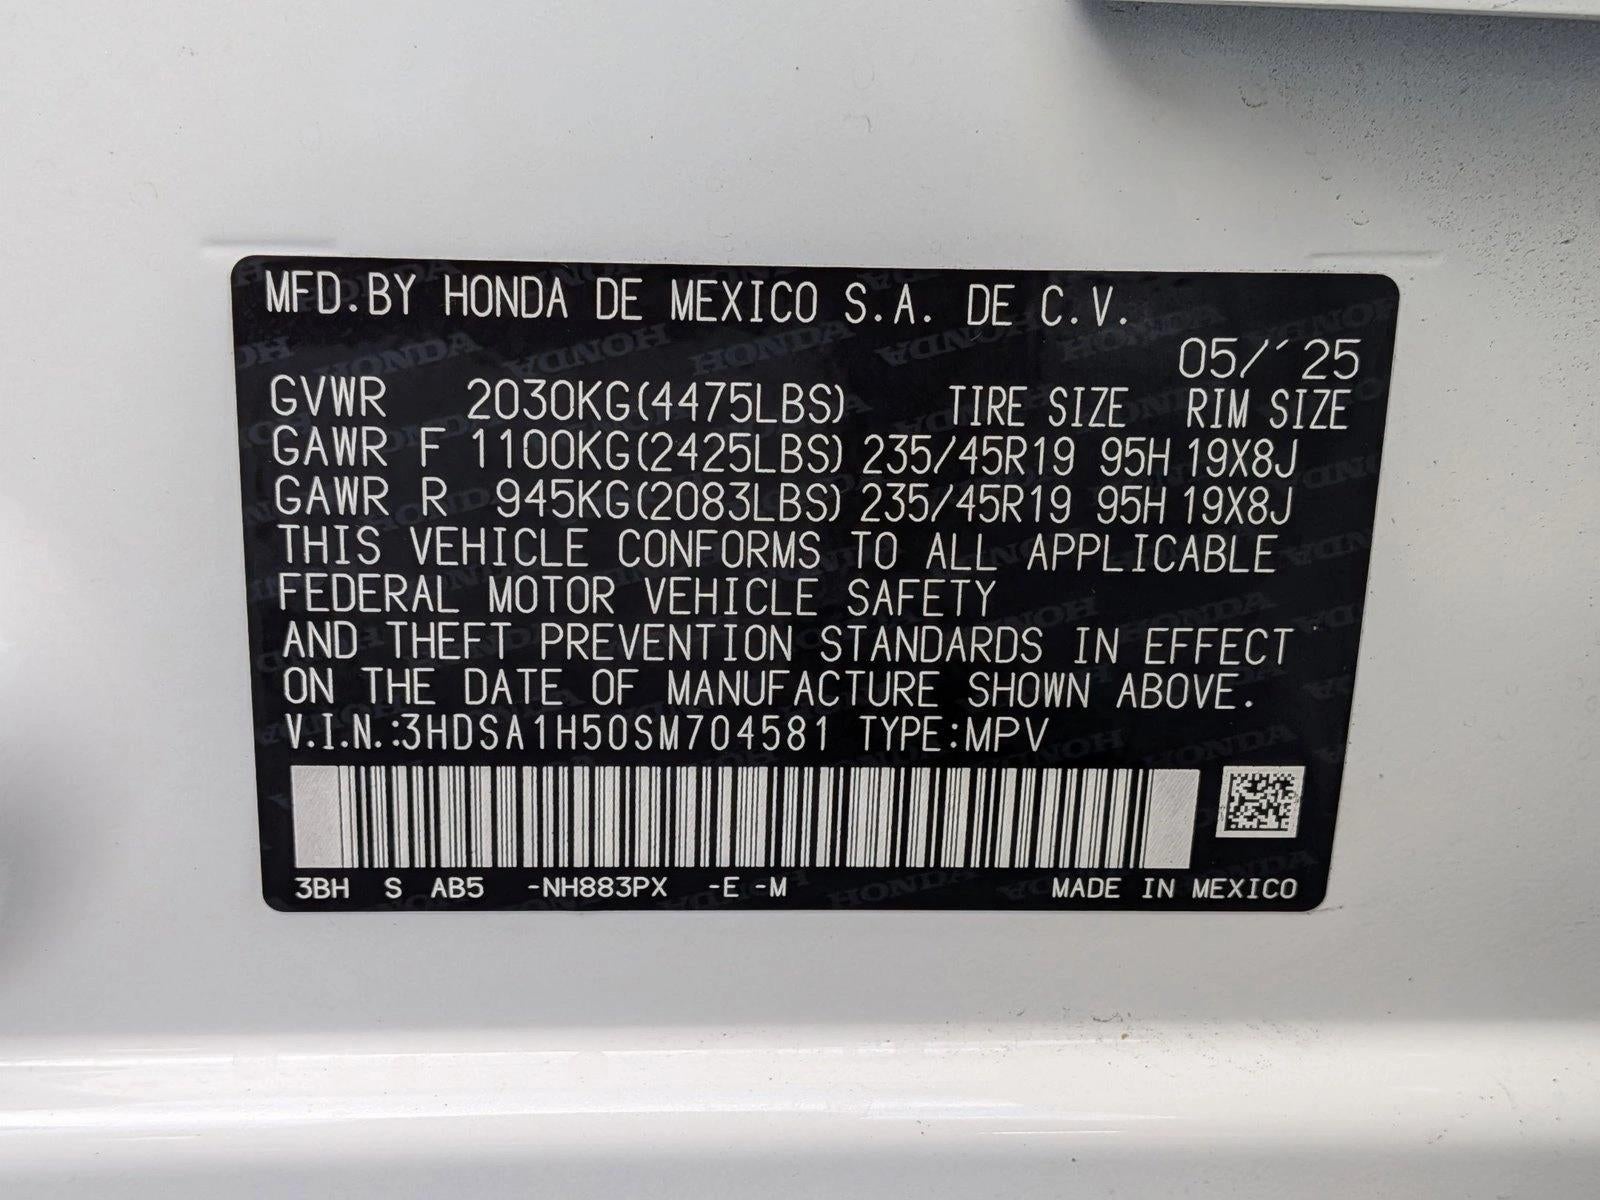 MFD.BY HONDA DE MEXICO S.A. DE C.V.
05/´25
GVWR 2030KG(4475LBS) TIRE SIZE RIM SIZE
GAWR F 1100KG(2425LBS) 235/45R19 95H 19X8J
GAWR R 945KG(2083LBS) 235/45R19 95H 19X8J
THIS VEHICLE CONFORMS TO ALL APPLICABLE
FEDERAL MOTOR VEHICLE SAFETY
AND THEFT PREVENTION STANDARDS IN EFFECT
ON THE DATE OF MANUFACTURE SHOWN ABOVE.
V.I.N.:3HDSA1H50SM704581 TYPE:MPV
3BH S AB5 -NH883PX -E -M MADE IN MEXICO